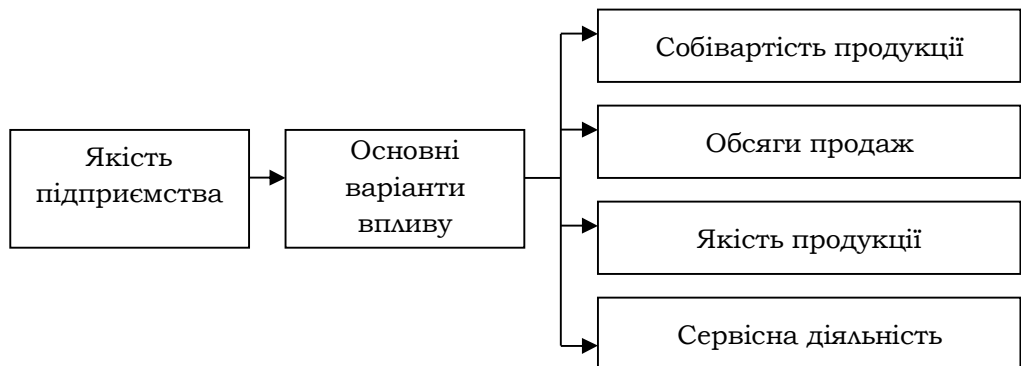 Якість
підприємства
Основні
варіанти
впливу
Собівартість продукції
Обсяги продаж
Якість продукції
Сервісна діяльність